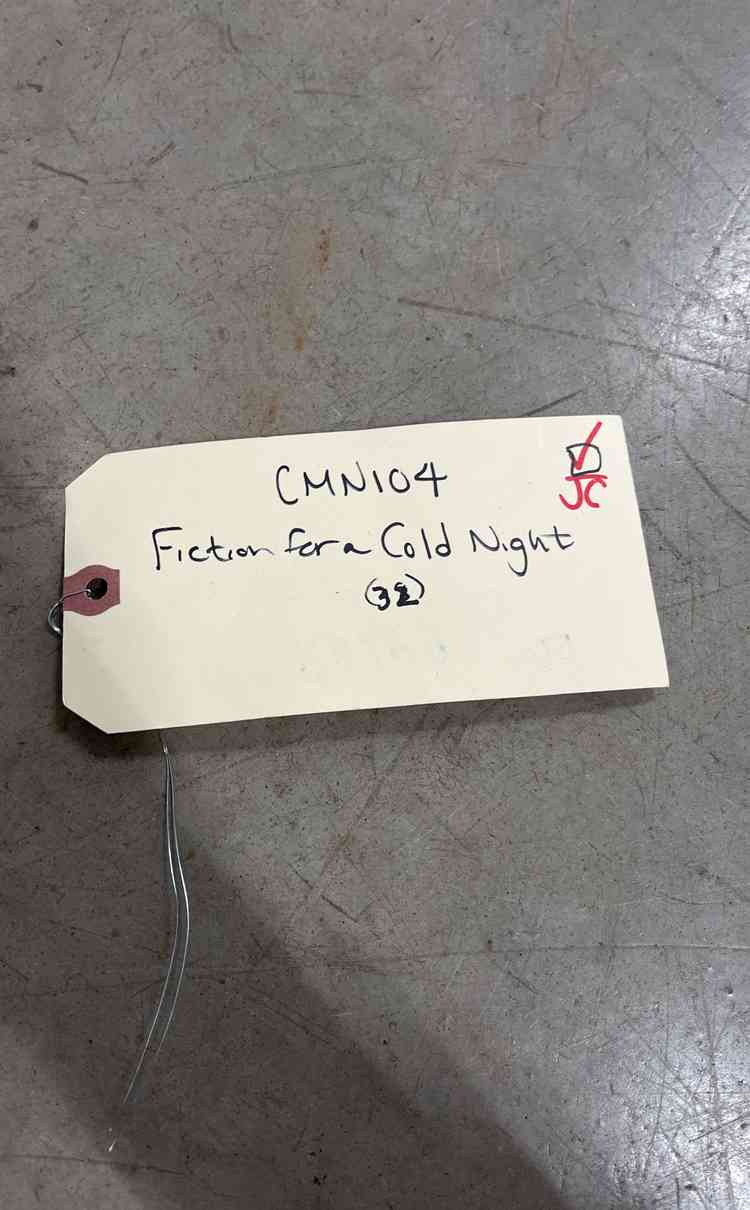 CMN104
Fiction for a Cold Night
(32)
JC